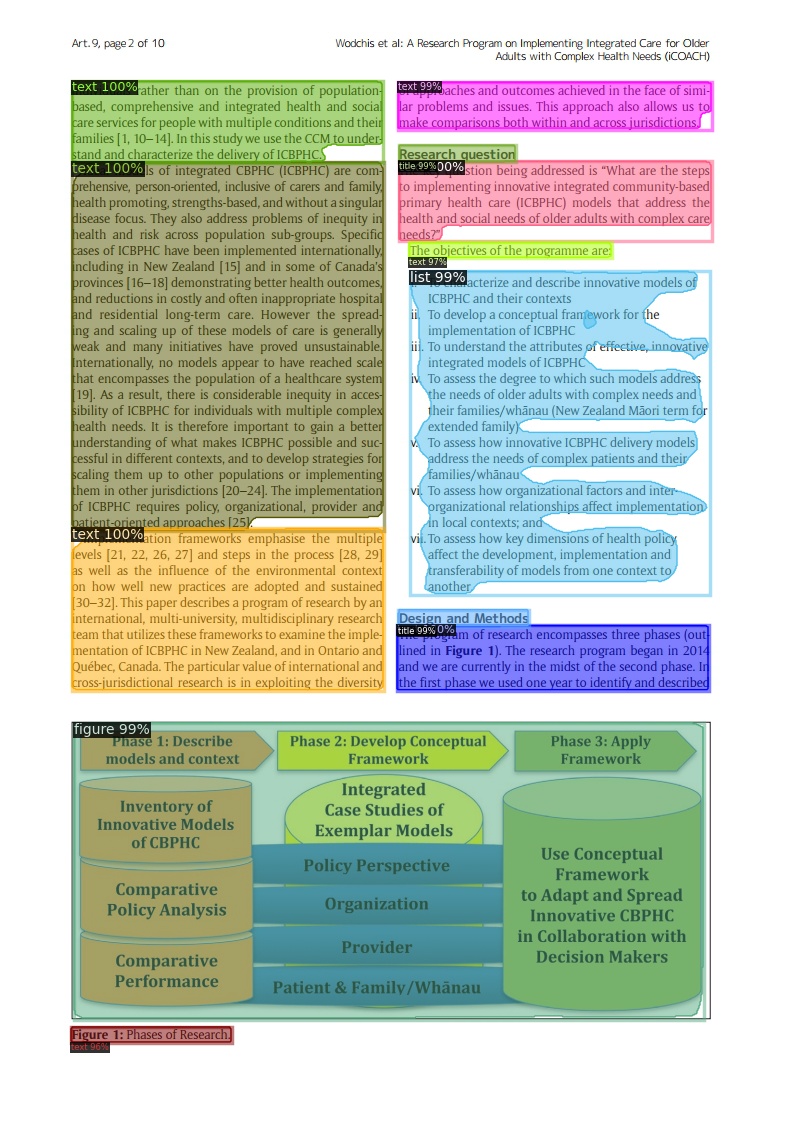 Art. 9, page 2 of 10
Wodchis et al: A Research Program on Implementing Integrated Care for Older
Adults with Complex Health Needs (iCOACH)
text 100%
rather than on the provision of population-
based, comprehensive and integrated health and social
care services for people with multiple conditions and their
families [1, 10–14]. In this study we use the CCM to under-
stand and characterize the delivery of ICBPHC.
text 100%
of integrated CBPHC (ICBPHC) are com-
prehensive, person-oriented, inclusive of carers and family,
health promoting, strengths-based, and without a singular
disease focus. They also address problems of inequity in
health and risk across population sub-groups. Specific
cases of ICBPHC have been implemented internationally,
including in New Zealand [15] and in some of Canada's
provinces [16–18] demonstrating better health outcomes,
and reductions in costly and often inappropriate hospital
and residential long-term care. However the spread-
ing and scaling up of these models of care is generally
weak and many initiatives have proved unsustainable.
Internationally, no models appear to have reached scale
that encompasses the population of a healthcare system
[19]. As a result, there is considerable inequity in acces-
sibility of ICBPHC for individuals with multiple complex
health needs. It is therefore important to gain a better
understanding of what makes ICBPHC possible and suc-
cessful in different contexts, and to develop strategies for
scaling them up to other populations or implementing
them in other jurisdictions [20–24]. The implementation
of ICBPHC requires policy, organizational, provider and
patient-oriented approaches [25].
text 100%
frameworks emphasise the multiple
levels [21, 22, 26, 27] and steps in the process [28, 29]
as well as the influence of the environmental context
on how well new practices are adopted and sustained
[30–32]. This paper describes a program of research by an
international, multi-university, multidisciplinary research
team that utilizes these frameworks to examine the imple-
mentation of ICBPHC in New Zealand, and in Ontario and
Québec, Canada. The particular value of international and
cross-jurisdictional research is in exploiting the diversity
text 99%
of approaches and outcomes achieved in the face of simi-
lar problems and issues. This approach also allows us to
make comparisons both within and across jurisdictions.
Research question
title 99%
00%
question being addressed is “What are the steps
to implementing innovative integrated community-based
primary health care (ICBPHC) models that address the
health and social needs of older adults with complex care
needs?”
The objectives of the programme are:
text 97%
list 99%
To characterize and describe innovative models of
ICBPHC and their contexts
ii. To develop a conceptual framework for the
implementation of ICBPHC
iii. To understand the attributes of effective, innovative
integrated models of ICBPHC
iv. To assess the degree to which such models address
the needs of older adults with complex needs and
their families/whānau (New Zealand Māori term for
extended family)
v. To assess how innovative ICBPHC delivery models
address the needs of complex patients and their
families/whānau
vi. To assess how organizational factors and inter-
organizational relationships affect implementation
in local contexts; and
vii. To assess how key dimensions of health policy
affect the development, implementation and
transferability of models from one context to
another
Design and Methods
title 99%
0%
The program of research encompasses three phases (out-
lined in Figure 1). The research program began in 2014
and we are currently in the midst of the second phase. In
the first phase we used one year to identify and described
figure 99%
Phase 1: Describe
models and context
Phase 2: Develop Conceptual
Framework
Phase 3: Apply
Framework
Inventory of
Innovative Models
of CBPHC
Comparative
Policy Analysis
Comparative
Performance
Integrated
Case Studies of
Exemplar Models
Policy Perspective
Organization
Provider
Patient & Family/Whānau
Use Conceptual
Framework
to Adapt and Spread
Innovative CBPHC
in Collaboration with
Decision Makers
Figure 1: Phases of Research.
text 96%